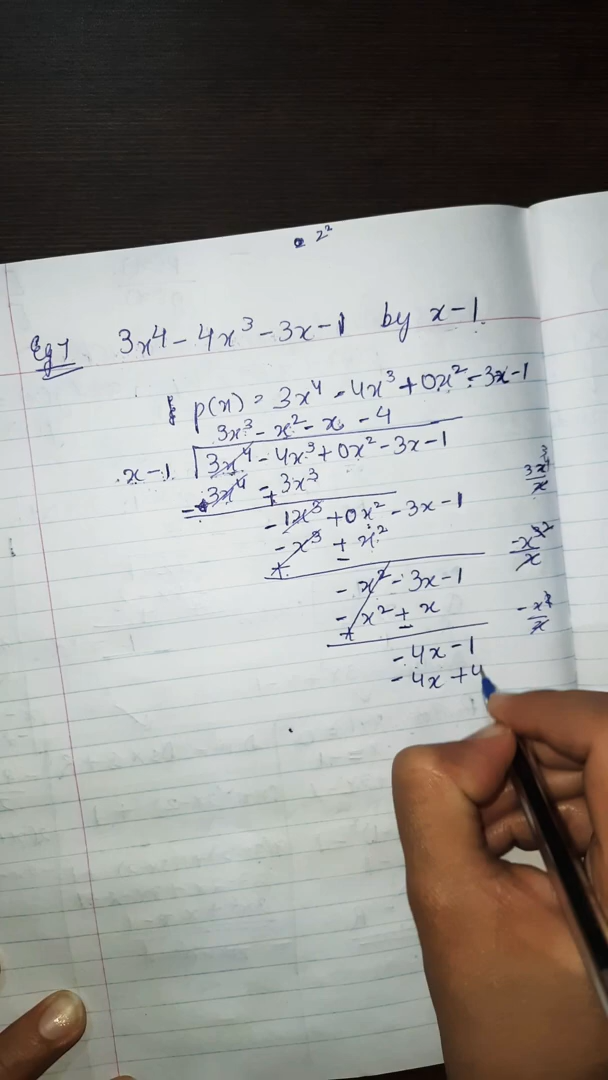 2²
Eg 7 3x⁴ - 4x³ - 3x - 1 by x - 1.
p(x) = 3x⁴ - 4x³ + 0x² - 3x - 1
3x³ - x² - x - 4
x - 1 3x⁴ - 4x³ + 0x² - 3x - 1
3x⁴ - 3x³
- +
3x⁴/x
- 1x³ + 0x² - 3x - 1
- x³ + x²
+ -
-x³/x
- x² - 3x - 1
- x² + x
+ -
-x²/x
- 4x - 1
- 4x + 4